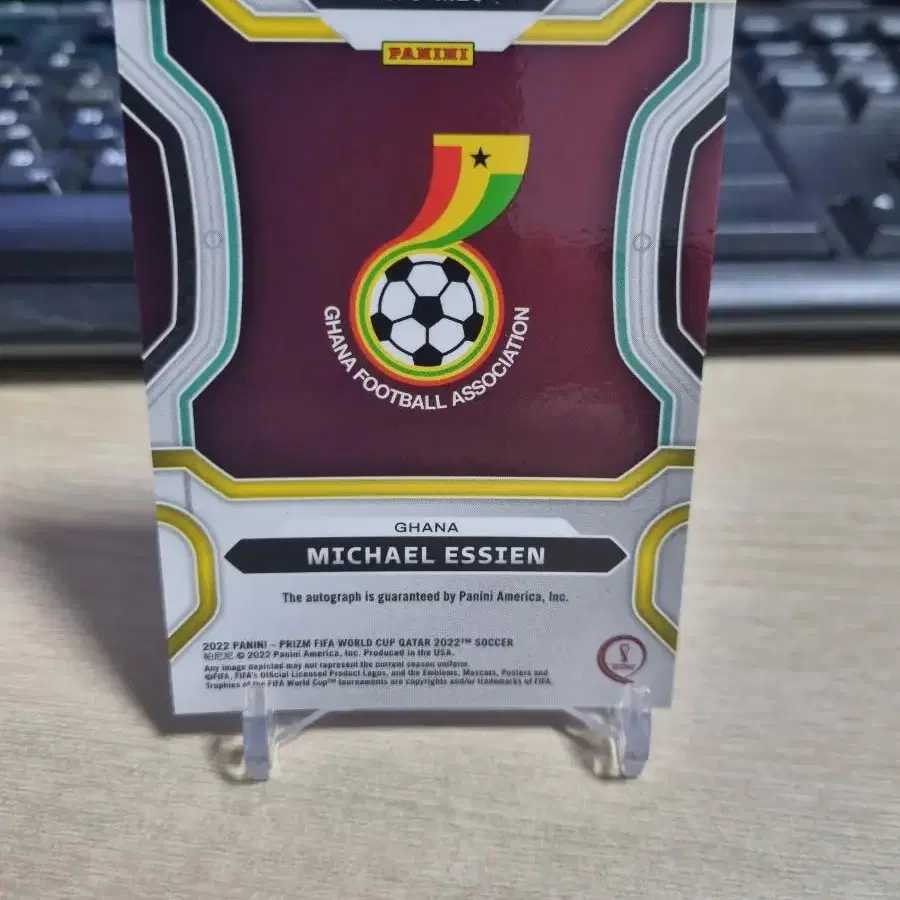 PANINI
GHANA FOOTBALL ASSOCIATION
GHANA
MICHAEL ESSIEN
The autograph is guaranteed by Panini America, Inc.
2022 PANINI – PRIZM FIFA WORLD CUP QATAR 2022™ SOCCER
帕尼尼 © 2022 Panini America, Inc. Produced in the USA.
Any image depicted may not represent the current season uniform.
©FIFA, FIFA's Official Licensed Product Logos, and the Emblems, Mascots, Posters and
Trophies of the FIFA World Cup™ tournaments are copyrights and/or trademarks of FIFA.